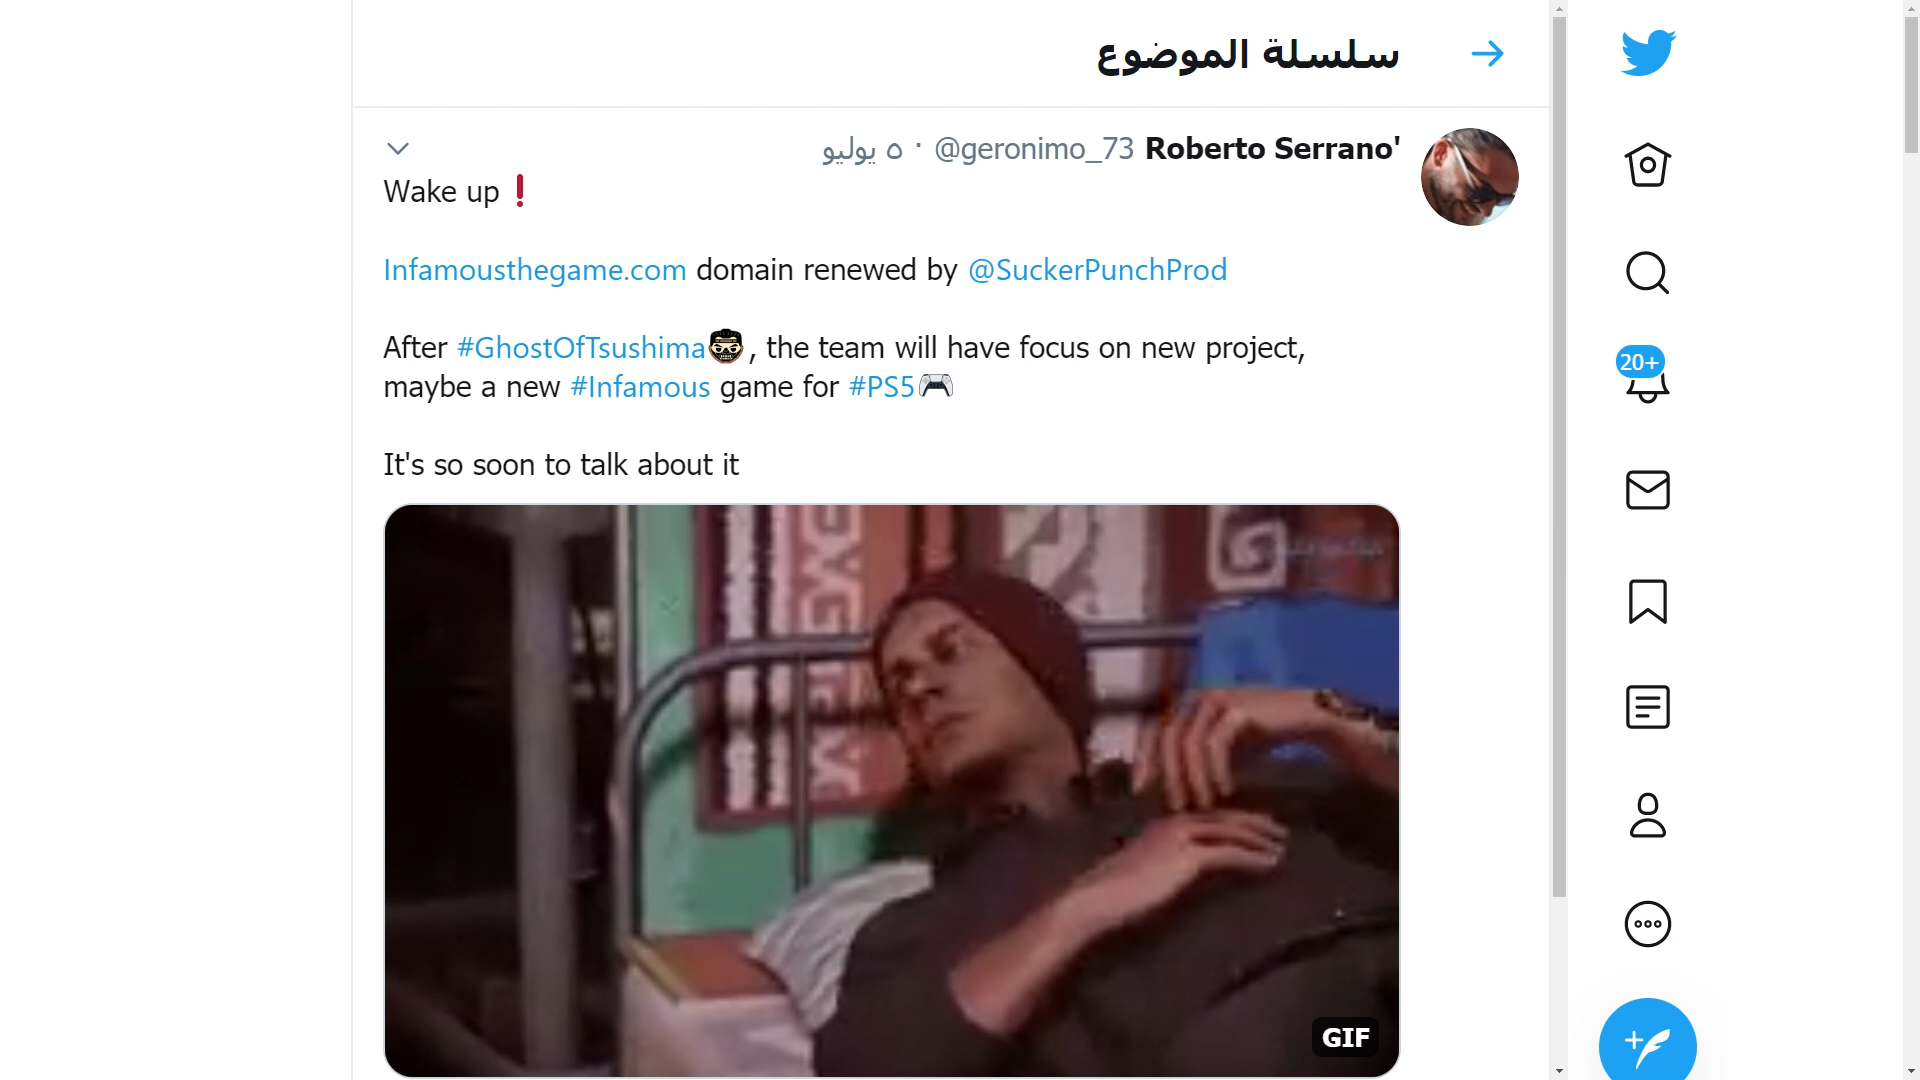 سلسلة الموضوع
Roberto Serrano' @geronimo_73 · ٥ يوليو
Wake up❗
20+
Infamousthegame.com domain renewed by @SuckerPunchProd
After #GhostOfTsushima, the team will have focus on new project,
maybe a new #Infamous game for #PS5🎮
It's so soon to talk about it
GIF